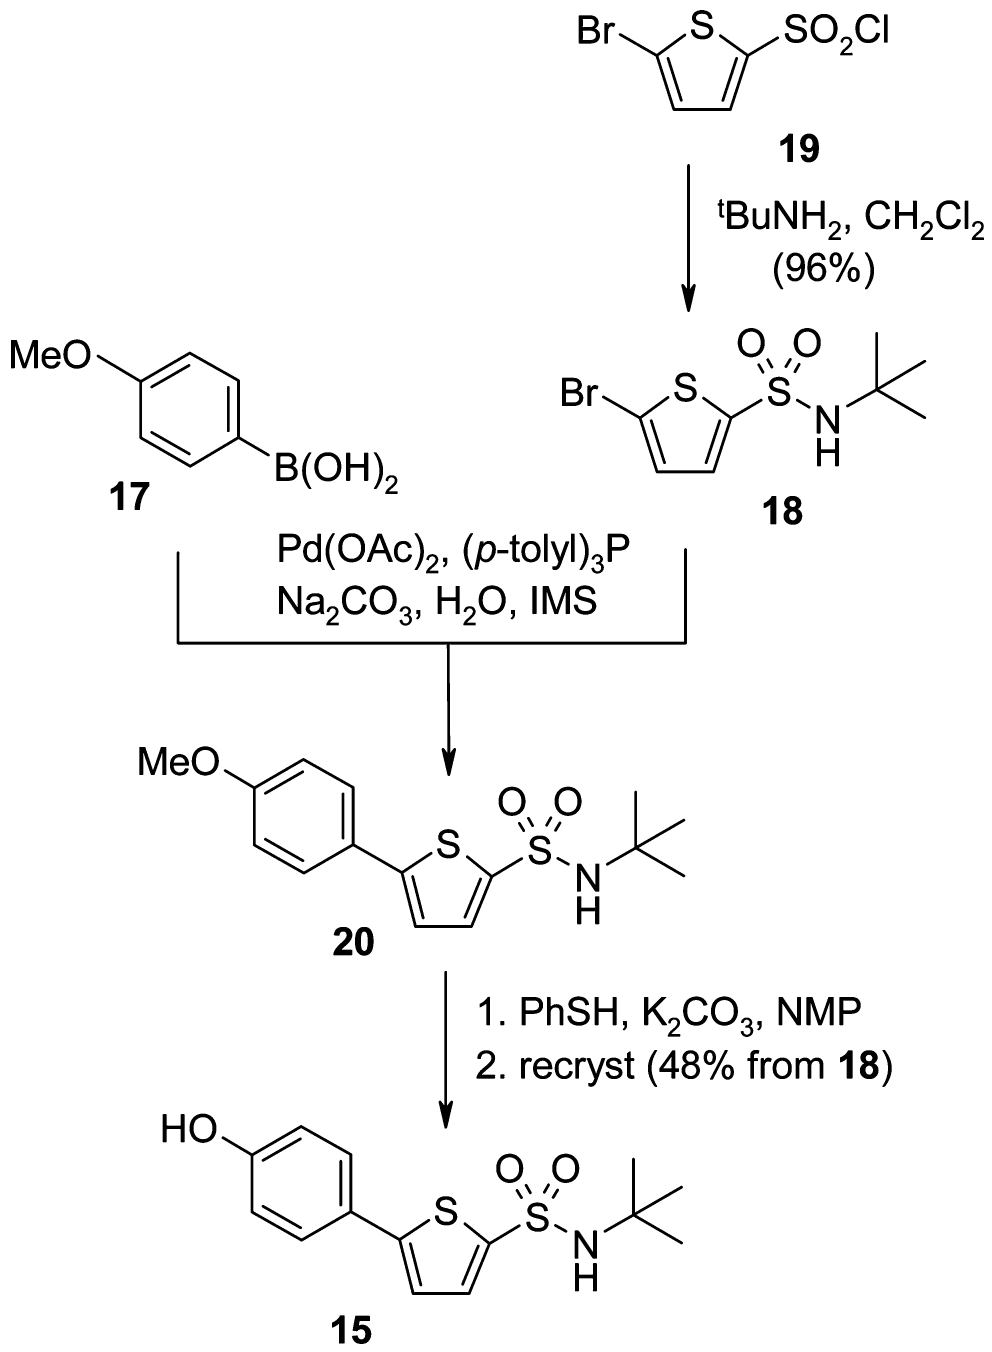 Br S SO2Cl
19
tBuNH2, CH2Cl2
(96%)
MeO
B(OH)2
17
O O
Br S S
N
H
18
Pd(OAc)2, (p-tolyl)3P
Na2CO3, H2O, IMS
MeO
O O
S S
N
H
20
1. PhSH, K2CO3, NMP
2. recryst (48% from 18)
HO
O O
S S
N
H
15